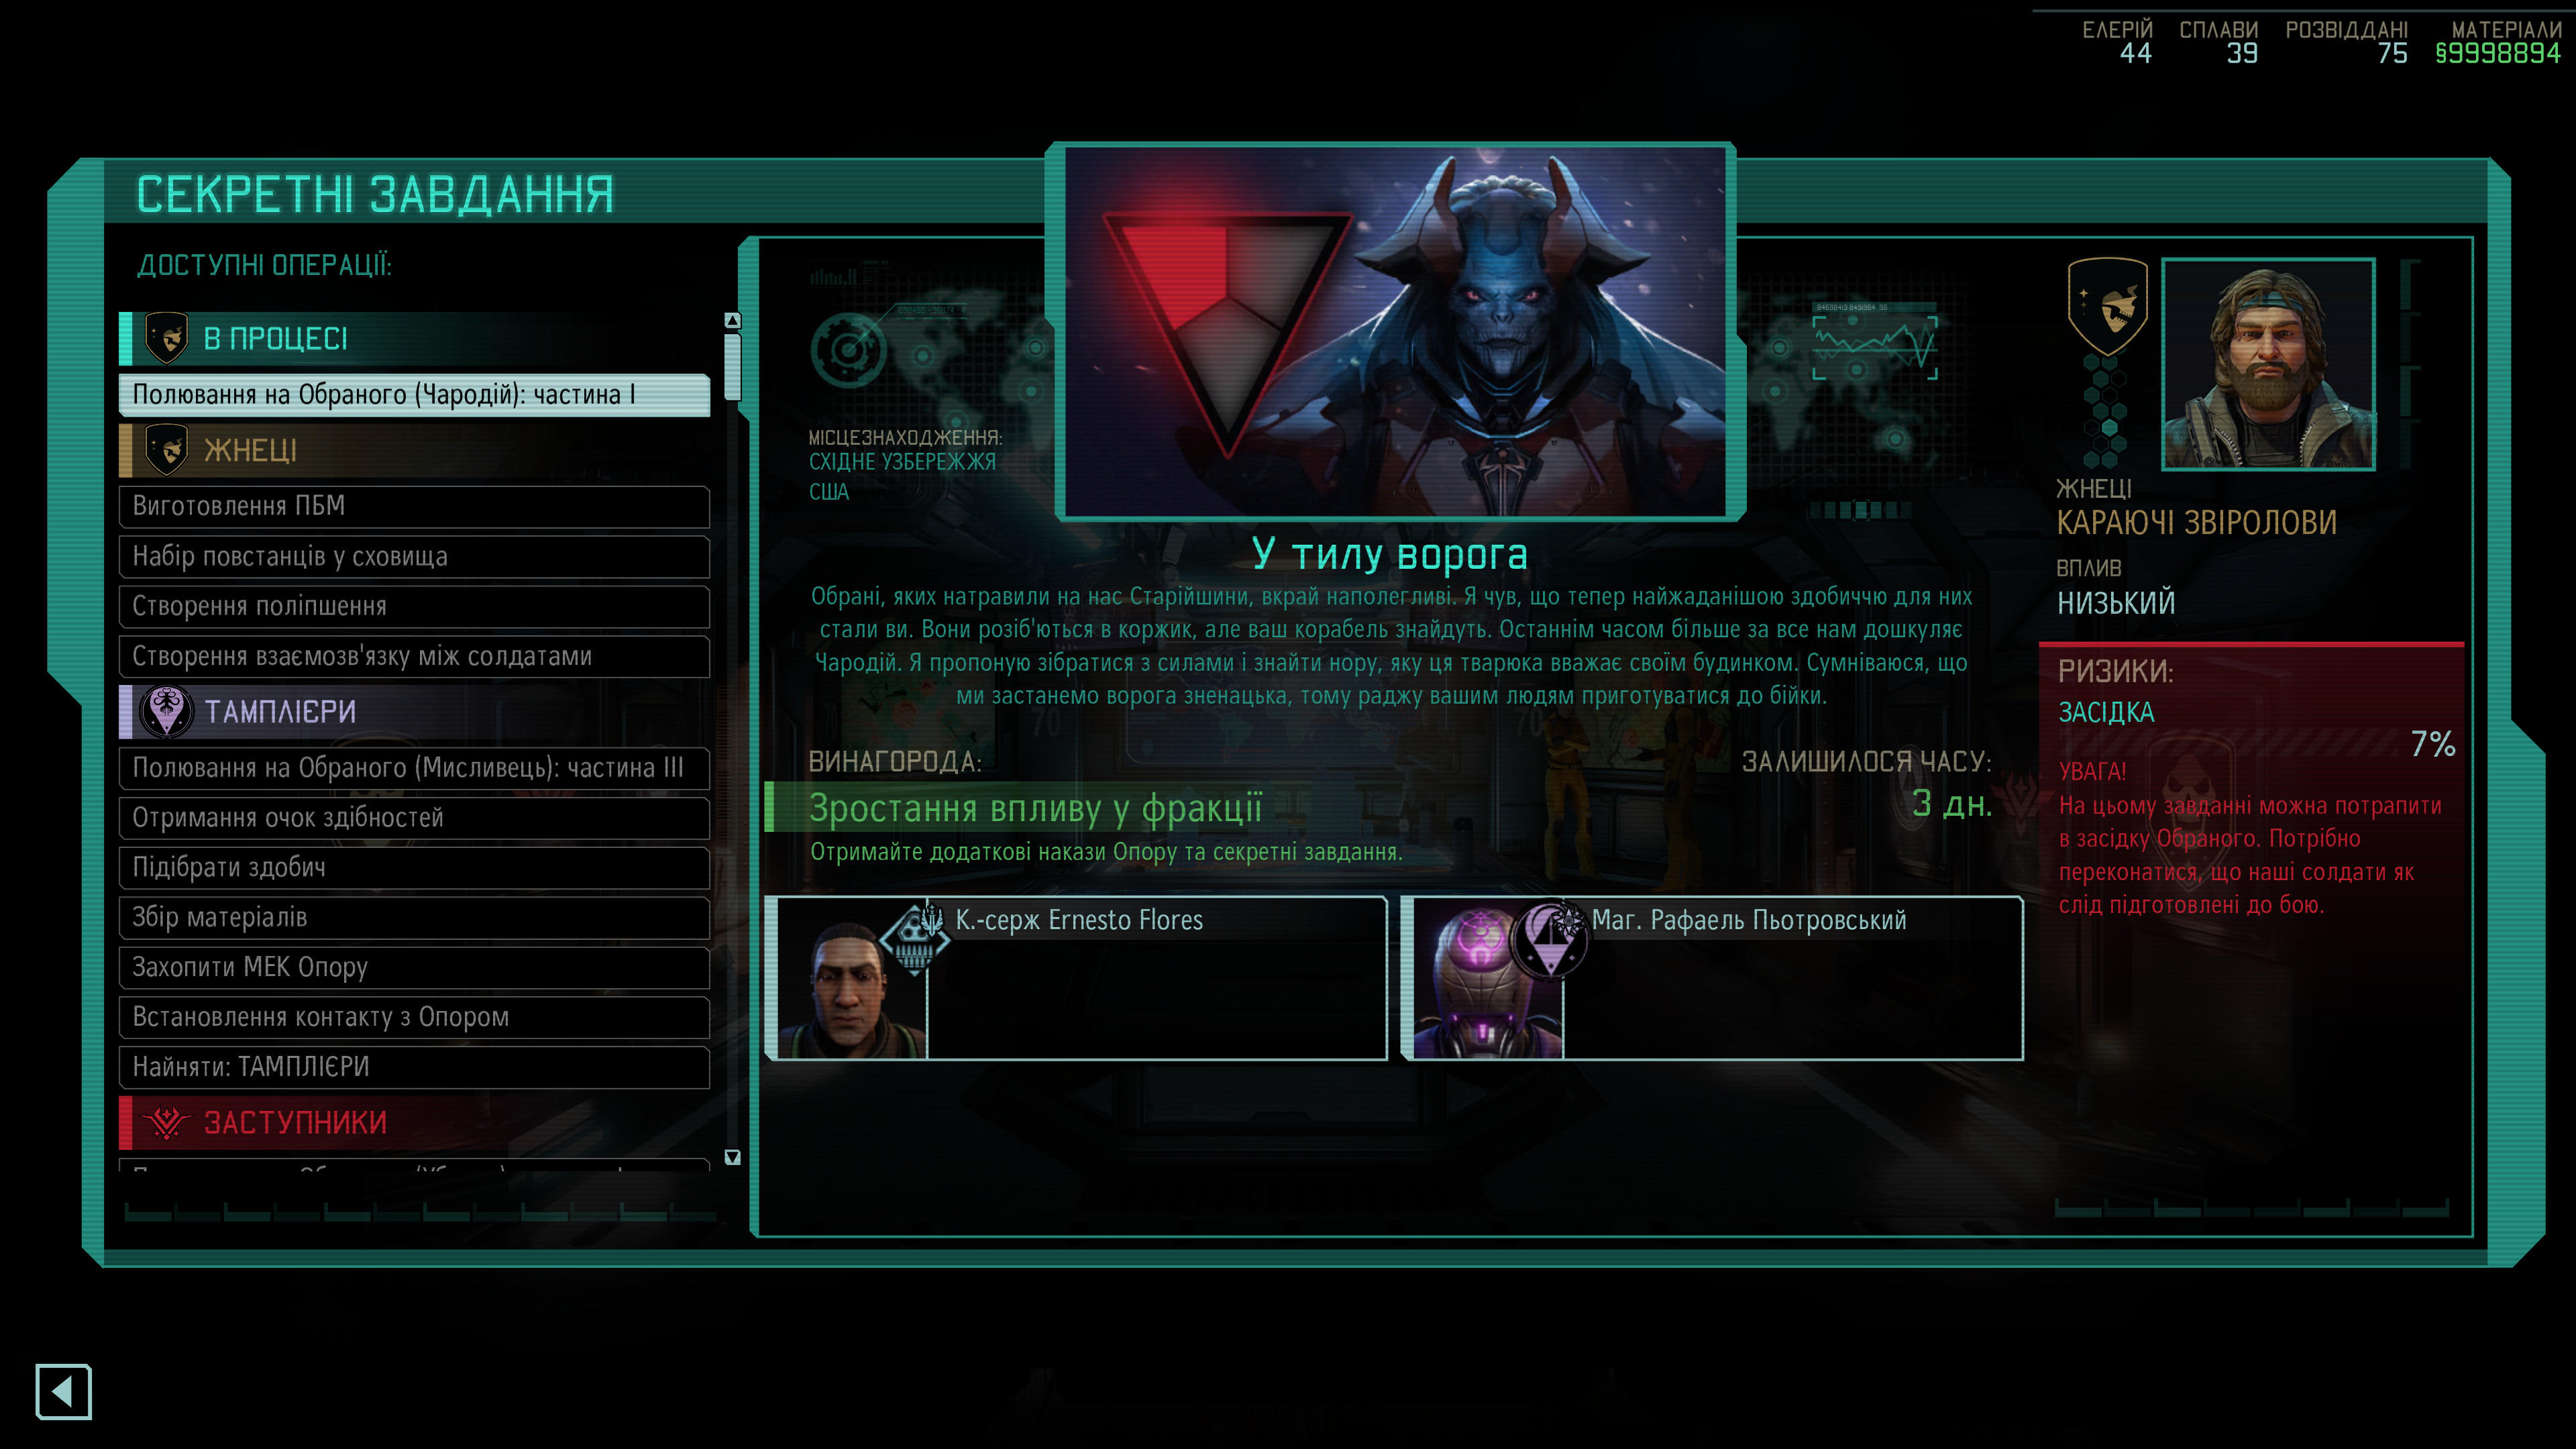 ЕЛЕРІЙ СПЛАВИ РОЗВІДДАНІ МАТЕРІАЛИ
44 39 75 §9998894
СЕКРЕТНІ ЗАВДАННЯ
ДОСТУПНІ ОПЕРАЦІЇ:
В ПРОЦЕСІ
Полювання на Обраного (Чародій): частина I
ЖНЕЦІ
Виготовлення ПБМ
Набір повстанців у сховища
Створення поліпшення
Створення взаємозв'язку між солдатами
ТАМПЛІЄРИ
Полювання на Обраного (Мисливець): частина III
Отримання очок здібностей
Підібрати здобич
Збір матеріалів
Захопити МЕК Опору
Встановлення контакту з Опором
Найняти: ТАМПЛІЄРИ
ЗАСТУПНИКИ
МІСЦЕЗНАХОДЖЕННЯ:
СХІДНЕ УЗБЕРЕЖЖЯ
США
У тилу ворога
Обрані, яких натравили на нас Старійшини, вкрай наполегливі. Я чув, що тепер найжаданішою здобиччю для них
стали ви. Вони розіб'ються в коржик, але ваш корабель знайдуть. Останнім часом більше за все нам дошкуляє
Чародій. Я пропоную зібратися з силами і знайти нору, яку ця тварюка вважає своїм будинком. Сумніваюся, що
ми застанемо ворога зненацька, тому раджу вашим людям приготуватися до бійки.
ВИНАГОРОДА:
Зростання впливу у фракції
Отримайте додаткові накази Опору та секретні завдання.
ЗАЛИШИЛОСЯ ЧАСУ:
3 дн.
К.-серж Ernesto Flores
Маг. Рафаель Пьотровський
ЖНЕЦІ
КАРАЮЧІ ЗВІРОЛОВИ
ВПЛИВ
НИЗЬКИЙ
РИЗИКИ:
ЗАСІДКА
7%
УВАГА!
На цьому завданні можна потрапити
в засідку Обраного. Потрібно
переконатися, що наші солдати як
слід підготовлені до бою.